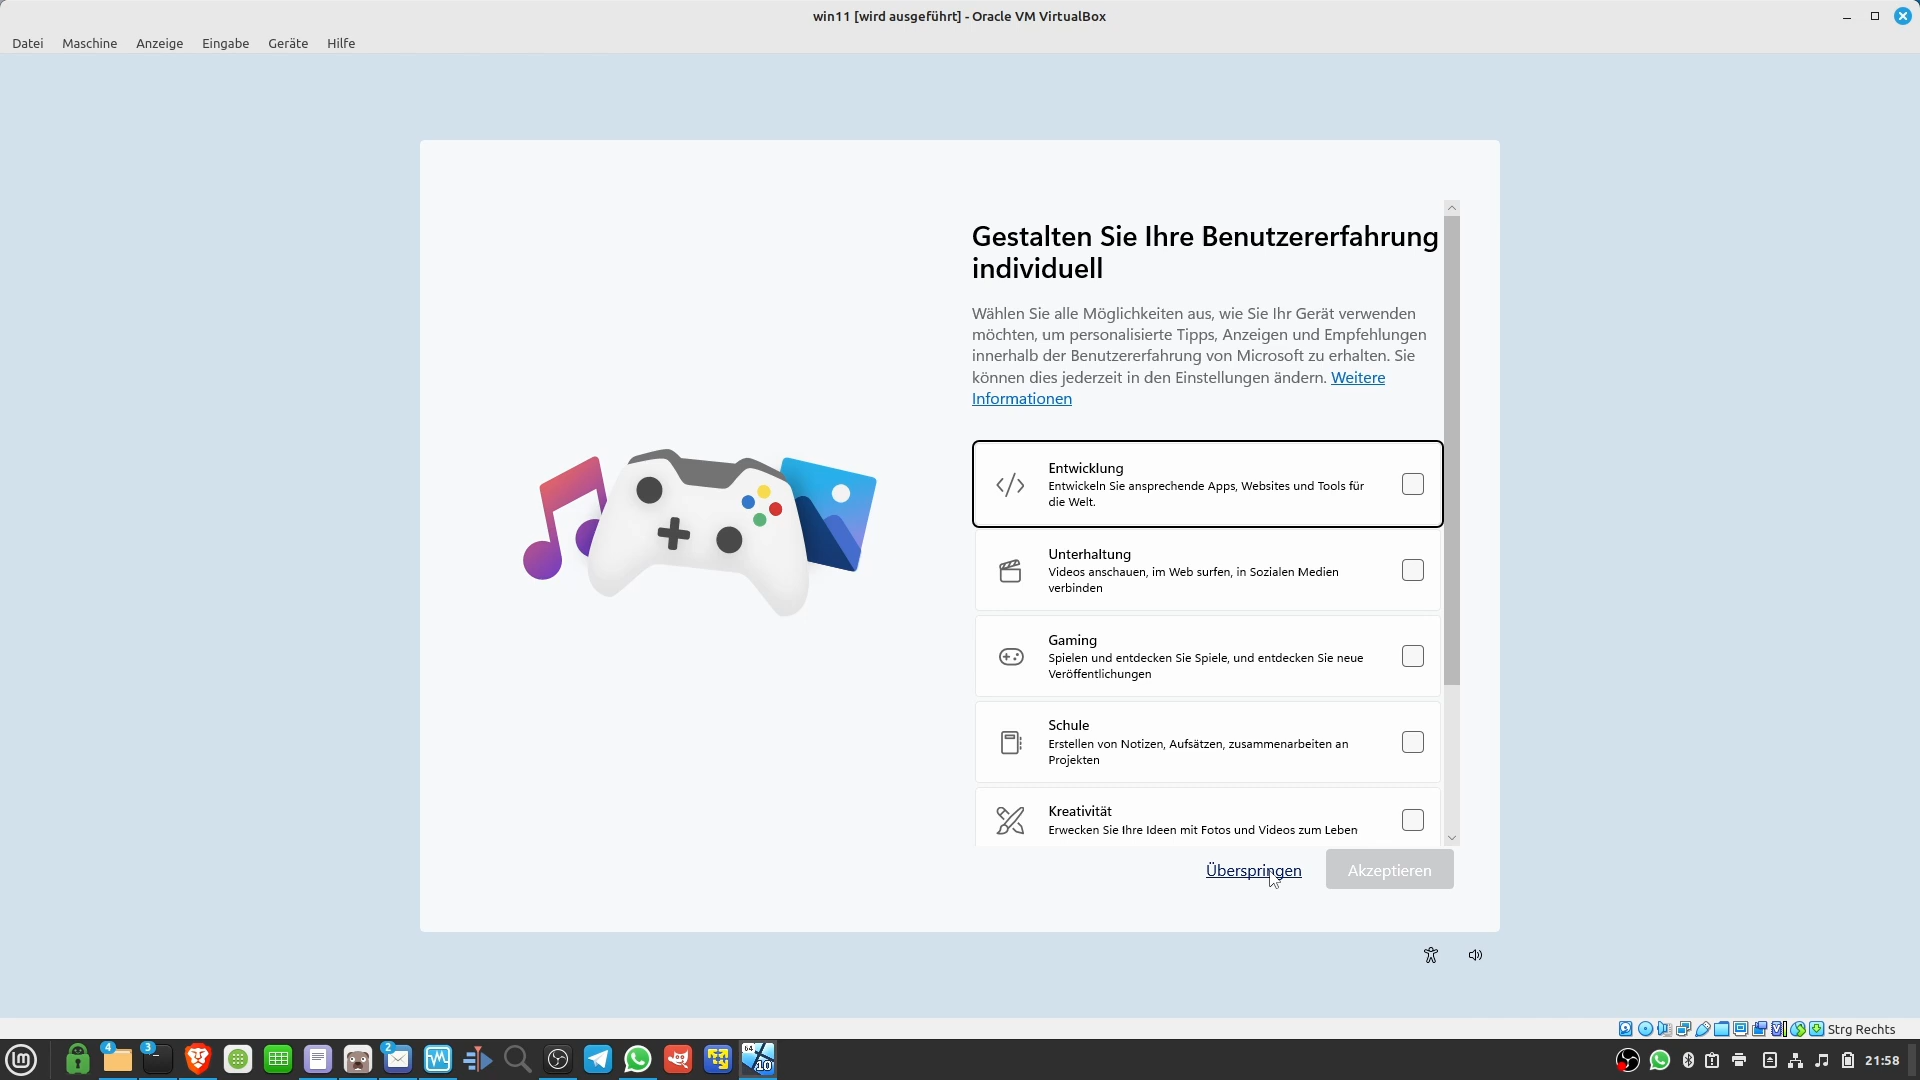 win11 [wird ausgeführt] - Oracle VM VirtualBox
Datei Maschine Anzeige Eingabe Geräte Hilfe
Gestalten Sie Ihre Benutzererfahrung
individuell
Wählen Sie alle Möglichkeiten aus, wie Sie Ihr Gerät verwenden
möchten, um personalisierte Tipps, Anzeigen und Empfehlungen
innerhalb der Benutzererfahrung von Microsoft zu erhalten. Sie
können dies jederzeit in den Einstellungen ändern. Weitere
Informationen
Entwicklung
Entwickeln Sie ansprechende Apps, Websites und Tools für
die Welt.
Unterhaltung
Videos anschauen, im Web surfen, in Sozialen Medien
verbinden
Gaming
Spielen und entdecken Sie Spiele, und entdecken Sie neue
Veröffentlichungen
Schule
Erstellen von Notizen, Aufsätzen, zusammenarbeiten an
Projekten
Kreativität
Erwecken Sie Ihre Ideen mit Fotos und Videos zum Leben
Überspringen Akzeptieren
Strg Rechts
4 3 2 64 10 21:58